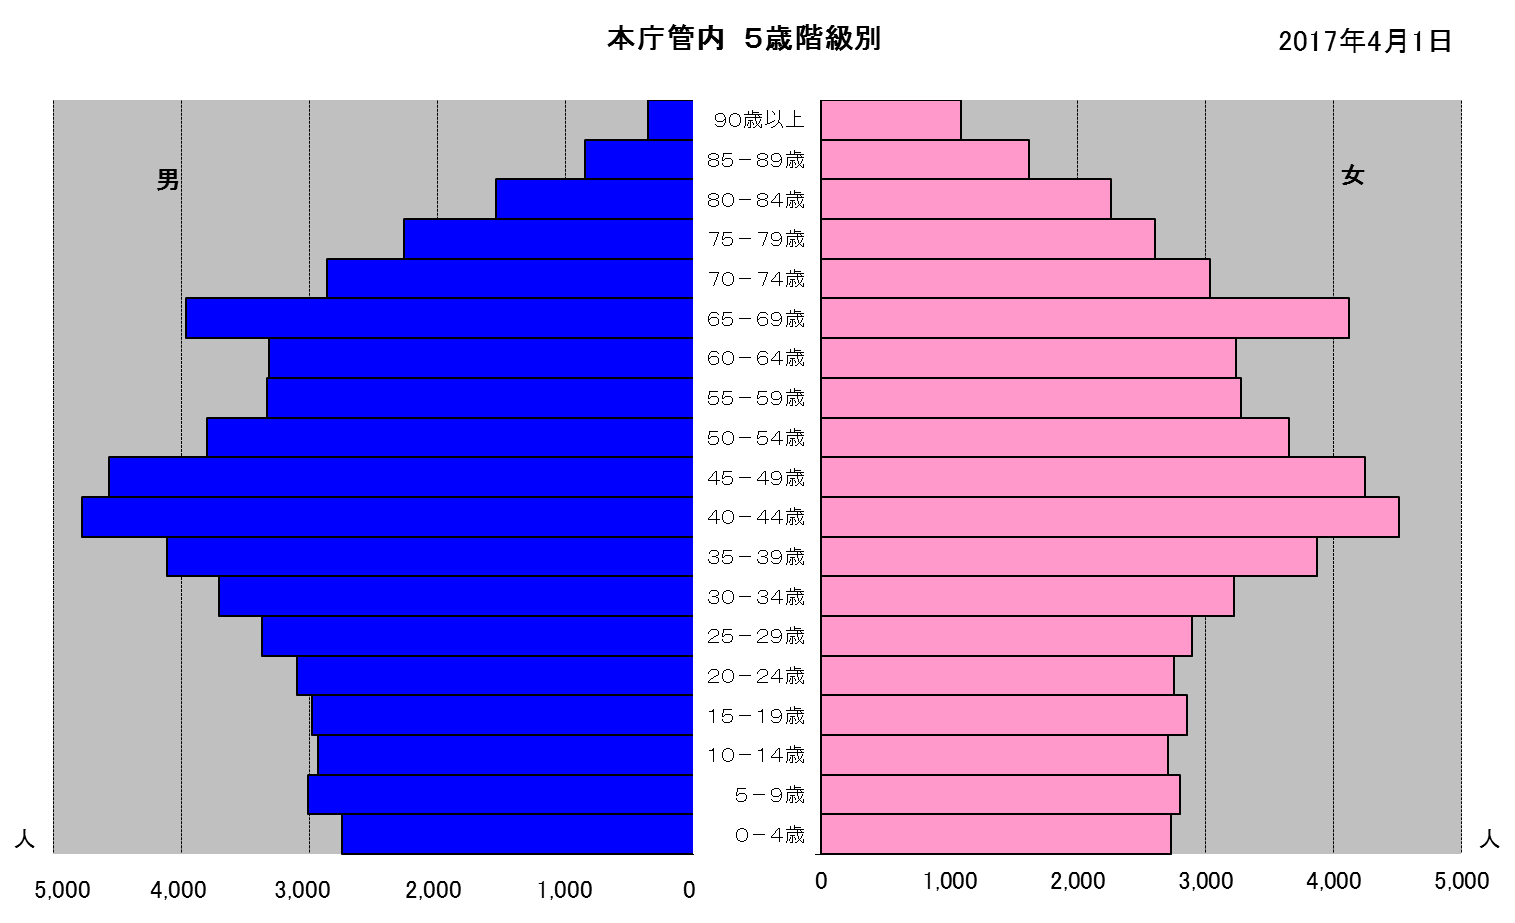 本庁管内 5歳階級別
2017年4月1日
男
女
90歳以上
85－89歳
80－84歳
75－79歳
70－74歳
65－69歳
60－64歳
55－59歳
50－54歳
45－49歳
40－44歳
35－39歳
30－34歳
25－29歳
20－24歳
15－19歳
10－14歳
5－9歳
0－4歳
人
人
5,000 4,000 3,000 2,000 1,000 0
0 1,000 2,000 3,000 4,000 5,000